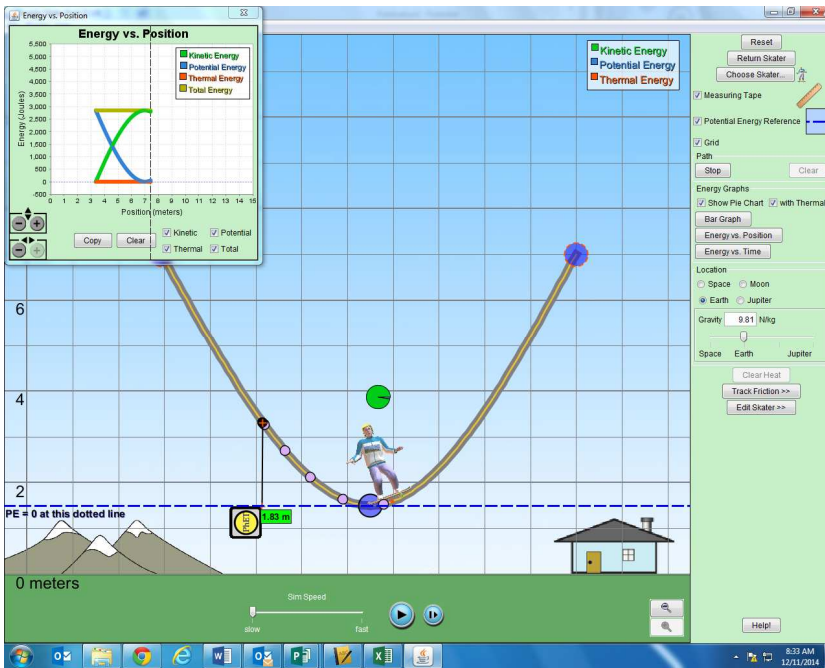 Energy vs. Position
Energy vs. Position
5,500
5,000
4,500
4,000
3,500
3,000
2,500
2,000
1,500
1,000
500
0
-500
Energy (Joules)
Kinetic Energy
Potential Energy
Thermal Energy
Total Energy
0 1 2 3 4 5 6 7 8 9 10 11 12 13 14 15
Position (meters)
Copy
Clear
Kinetic
Potential
Thermal
Total
Kinetic Energy
Potential Energy
Thermal Energy
6
4
2
PE = 0 at this dotted line
PhET
1.83 m
0 meters
Sim Speed
slow
fast
Reset
Return Skater
Choose Skater...
Measuring Tape
Potential Energy Reference
Grid
Path
Stop
Clear
Energy Graphs
Show Pie Chart
with Thermal
Bar Graph
Energy vs. Position
Energy vs. Time
Location
Space
Moon
Earth
Jupiter
Gravity 9.81 N/kg
Space Earth Jupiter
Clear Heat
Track Friction >>
Edit Skater >>
Help!
8:33 AM
12/11/2014